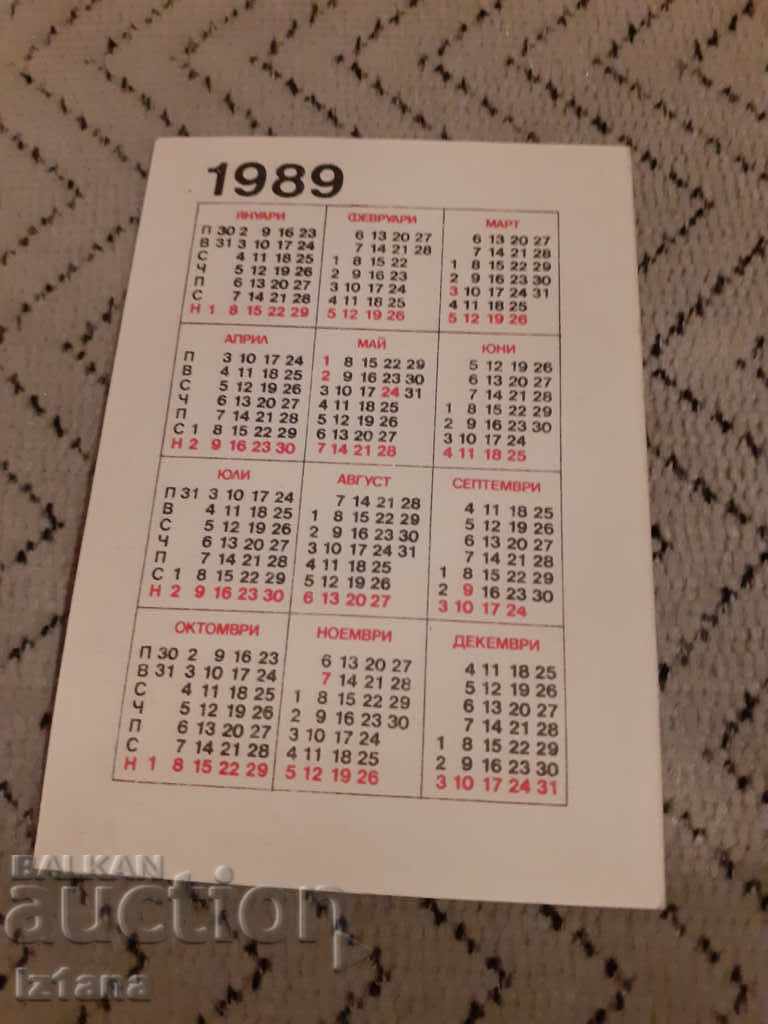 1989
ЯНУАРИ ФЕВРУАРИ МАРТ
П 30 2 9 16 23 6 13 20 27 6 13 20 27
В 31 3 10 17 24 7 14 21 28 7 14 21 28
С 4 11 18 25 1 8 15 22 1 8 15 22 29
Ч 5 12 19 26 2 9 16 23 2 9 16 23 30
П 6 13 20 27 3 10 17 24 3 10 17 24 31
С 7 14 21 28 4 11 18 25 4 11 18 25
Н 1 8 15 22 29 5 12 19 26 5 12 19 26
АПРИЛ МАЙ ЮНИ
П 3 10 17 24 1 8 15 22 29 5 12 19 26
В 4 11 18 25 2 9 16 23 30 6 13 20 27
С 5 12 19 26 3 10 17 24 31 7 14 21 28
Ч 6 13 20 27 4 11 18 25 1 8 15 22 29
П 7 14 21 28 5 12 19 26 2 9 16 23 30
С 1 8 15 22 29 6 13 20 27 3 10 17 24
Н 2 9 16 23 30 7 14 21 28 4 11 18 25
ЮЛИ АВГУСТ СЕПТЕМВРИ
П 31 3 10 17 24 7 14 21 28 4 11 18 25
В 4 11 18 25 1 8 15 22 29 5 12 19 26
С 5 12 19 26 2 9 16 23 30 6 13 20 27
Ч 6 13 20 27 3 10 17 24 31 7 14 21 28
П 7 14 21 28 4 11 18 25 1 8 15 22 29
С 1 8 15 22 29 5 12 19 26 2 9 16 23 30
Н 2 9 16 23 30 6 13 20 27 3 10 17 24
ОКТОМВРИ НОЕМВРИ ДЕКЕМВРИ
П 30 2 9 16 23 6 13 20 27 4 11 18 25
В 31 3 10 17 24 7 14 21 28 5 12 19 26
С 4 11 18 25 1 8 15 22 29 6 13 20 27
Ч 5 12 19 26 2 9 16 23 30 7 14 21 28
П 6 13 20 27 3 10 17 24 1 8 15 22 29
С 7 14 21 28 4 11 18 25 2 9 16 23 30
Н 1 8 15 22 29 5 12 19 26 3 10 17 24 31
BALKAN
auction
Iz1ana